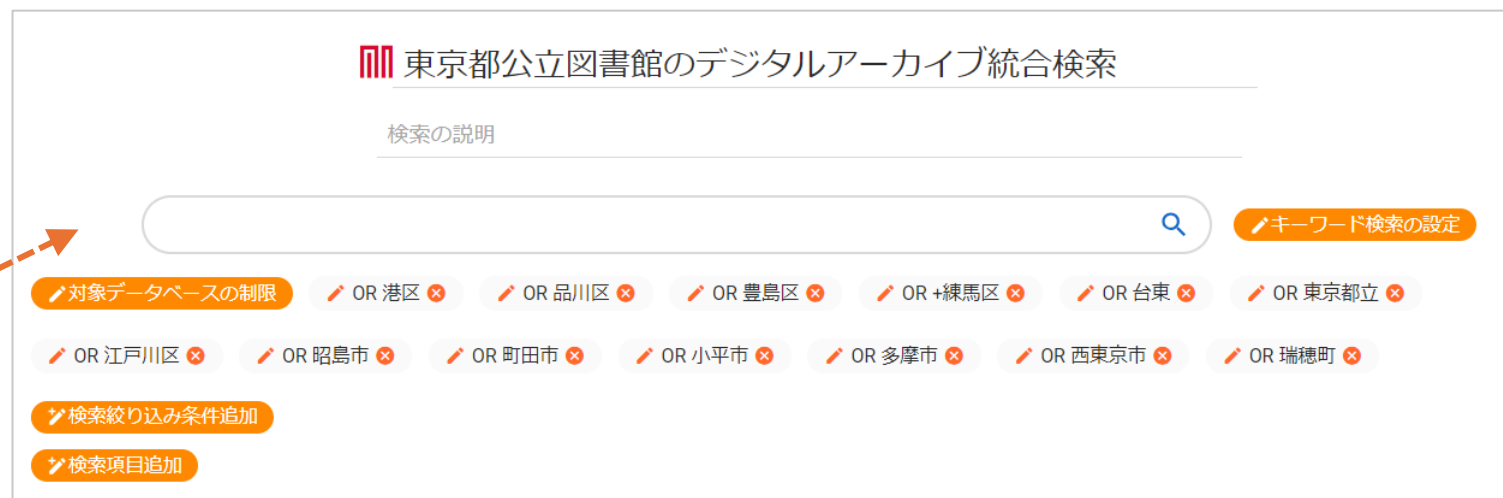 東京都公立図書館のデジタルアーカイブ統合検索
検索の説明
キーワード検索の設定
対象データベースの制限 OR 港区 OR 品川区 OR 豊島区 OR +練馬区 OR 台東 OR 東京都立
OR 江戸川区 OR 昭島市 OR 町田市 OR 小平市 OR 多摩市 OR 西東京市 OR 瑞穂町
検索絞り込み条件追加
検索項目追加